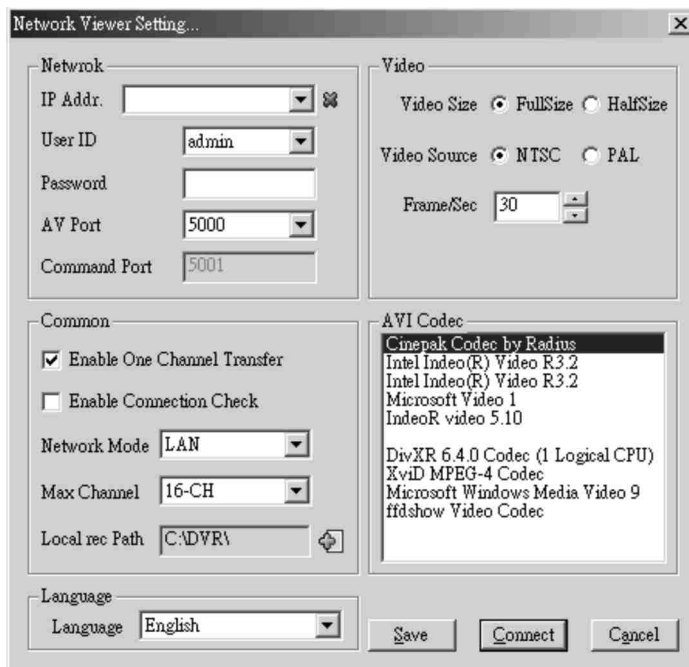 Network Viewer Setting...
Netwrok
IP Addr.
User ID admin
Password
AV Port 5000
Command Port 5001
Video
Video Size FullSize HalfSize
Video Source NTSC PAL
Frame/Sec 30
Common
Enable One Channel Transfer
Enable Connection Check
Network Mode LAN
Max Channel 16-CH
Local rec Path C:\DVR\
AVI Codec
Cinepak Codec by Radius
Intel Indeo(R) Video R3.2
Intel Indeo(R) Video R3.2
Microsoft Video 1
IndeoR video 5.10
DivXR 6.4.0 Codec (1 Logical CPU)
XviD MPEG-4 Codec
Microsoft Windows Media Video 9
ffdshow Video Codec
Language
Language English
Save Connect Cancel